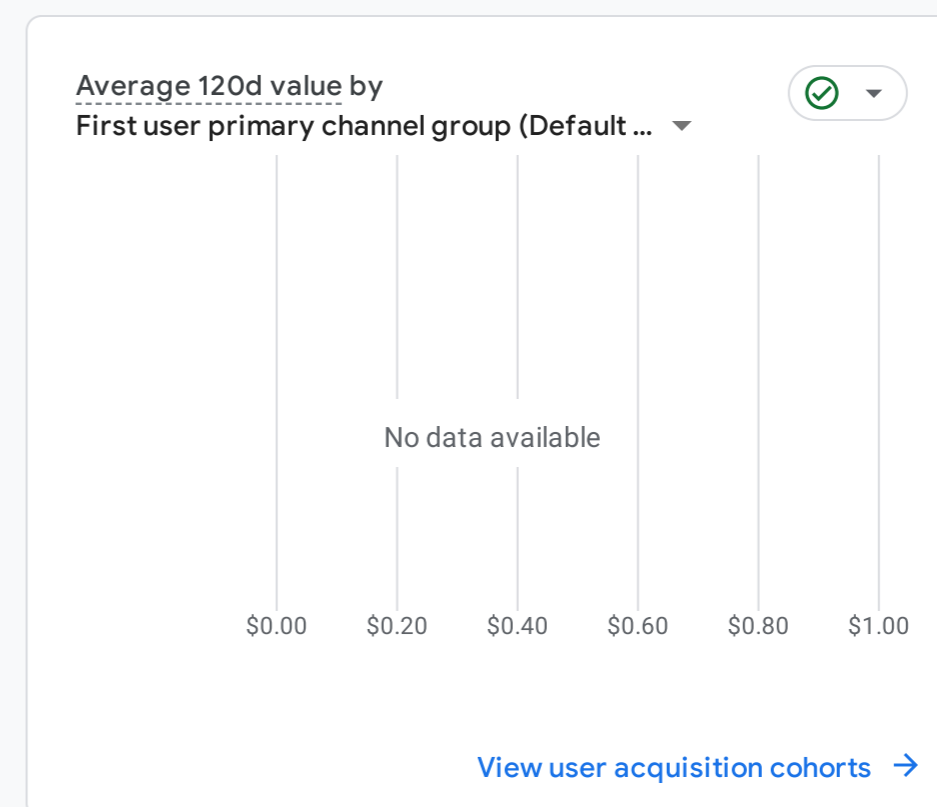 Average 120d value by
First user primary channel group (Default ...
No data available
$0.00 $0.20 $0.40 $0.60 $0.80 $1.00
View user acquisition cohorts